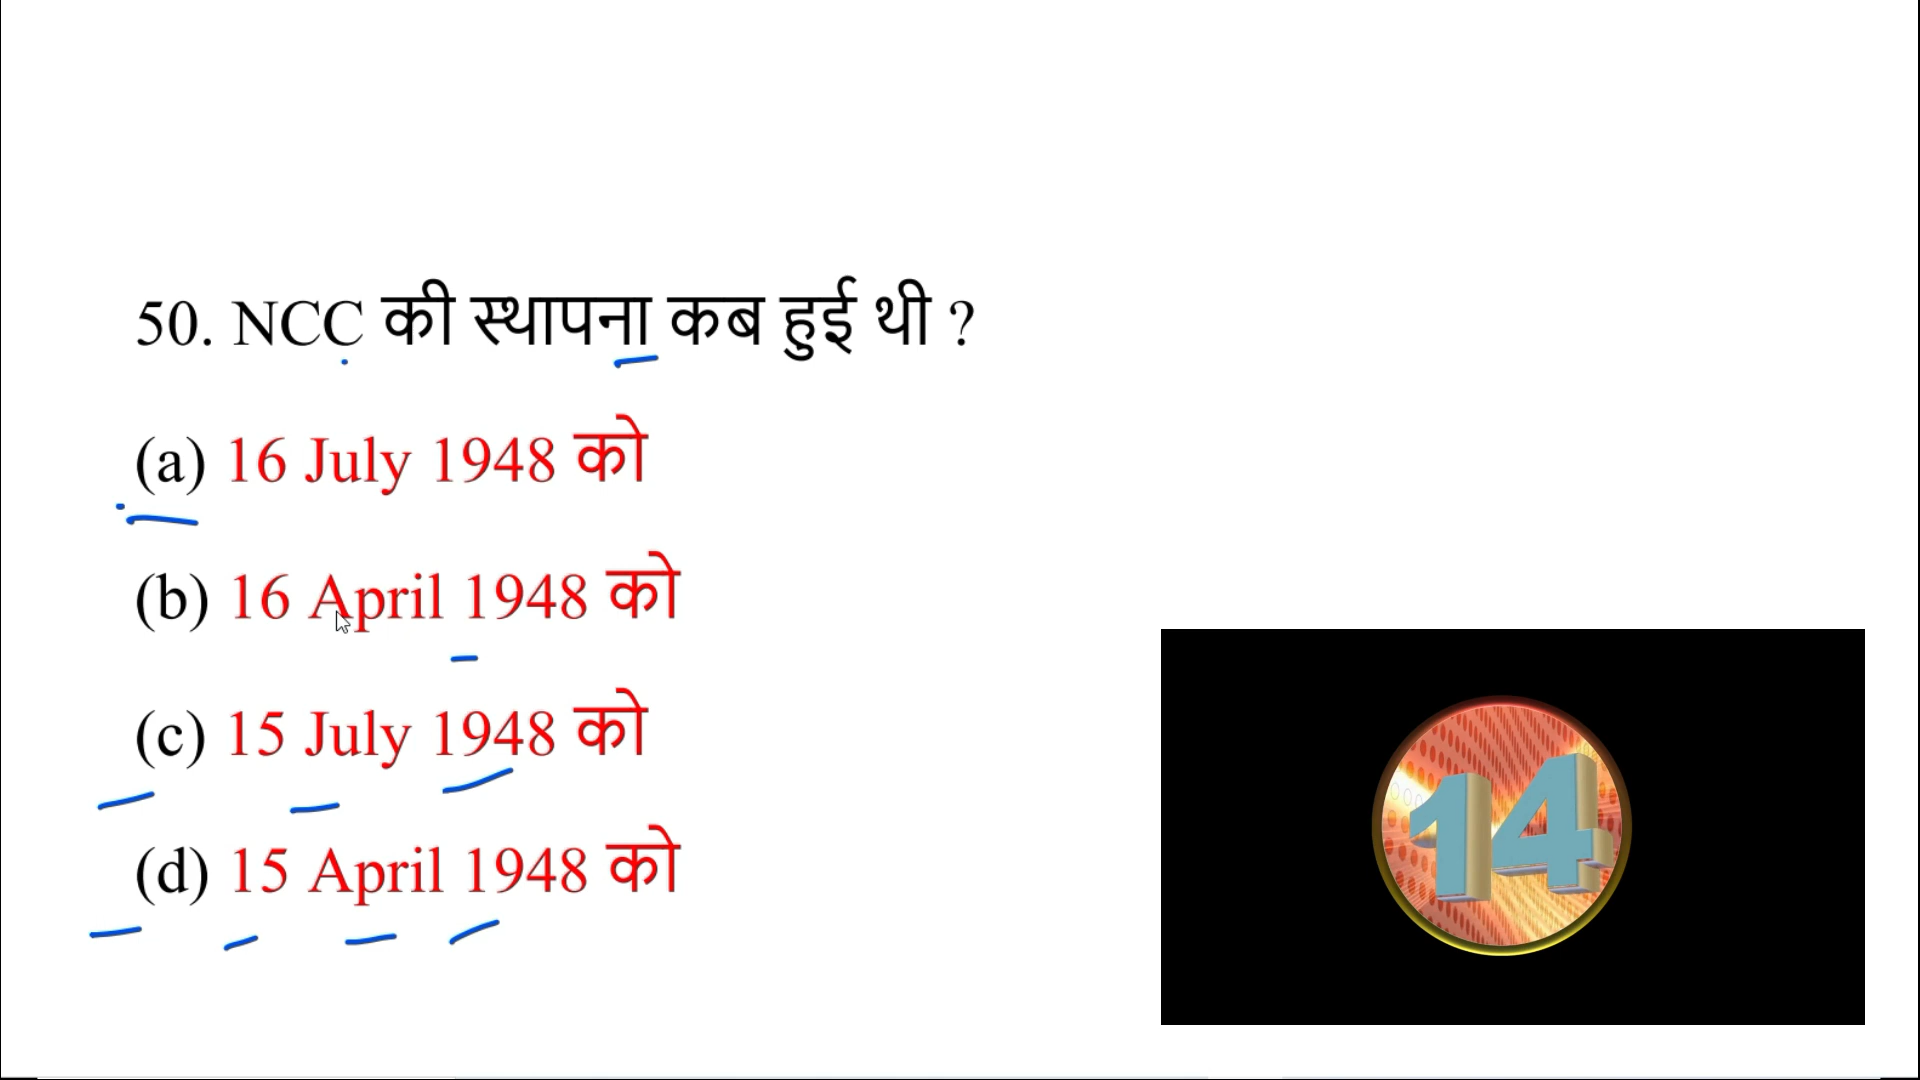 50. NCC की स्थापना कब हुई थी ?
(a) 16 July 1948 को
(b) 16 April 1948 को
(c) 15 July 1948 को
(d) 15 April 1948 को
14